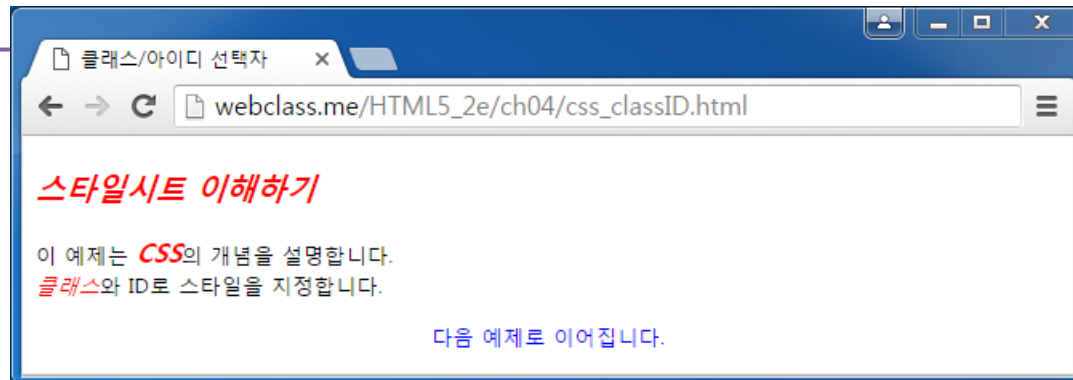 클래스/아이디 선택자
webclass.me/HTML5_2e/ch04/css_classID.html
스타일시트 이해하기
이 예제는 CSS의 개념을 설명합니다.
클래스와 ID로 스타일을 지정합니다.
다음 예제로 이어집니다.